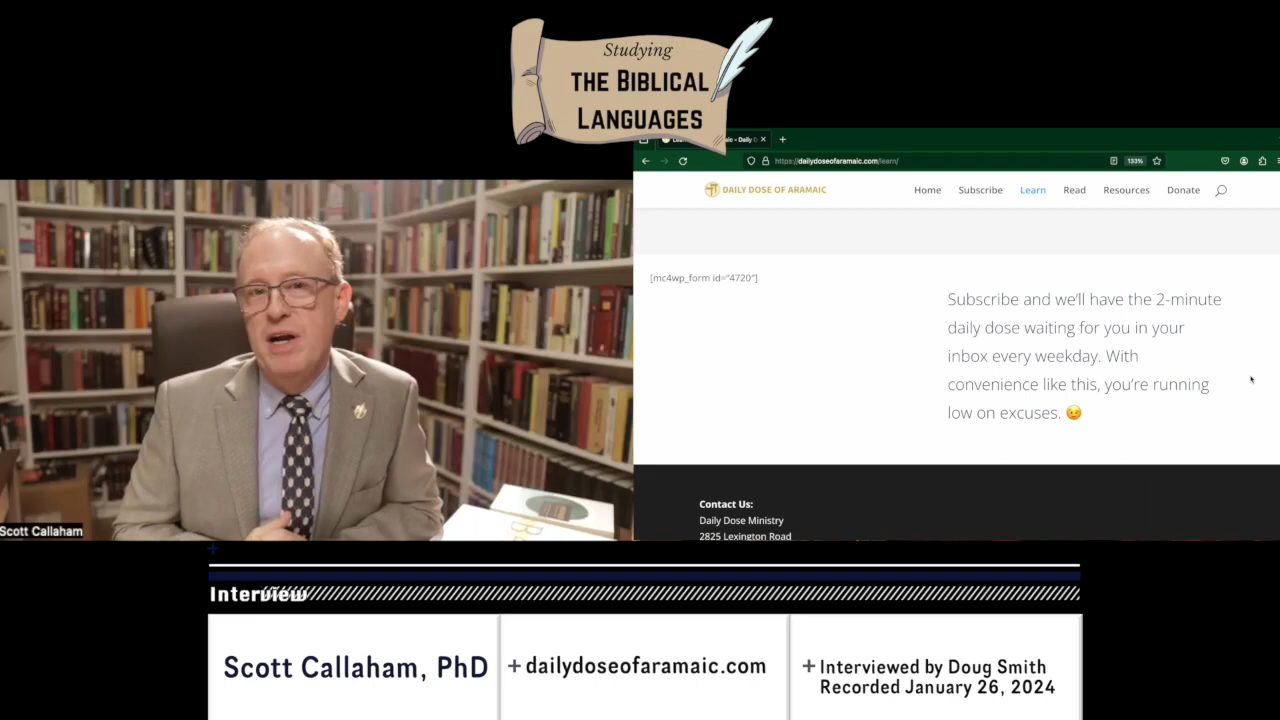 Studying
THE BIBLICAL
LANGUAGES
https://dailydoseofaramaic.com/learn/
133%
DAILY DOSE OF ARAMAIC
Home Subscribe Learn Read Resources Donate
[mc4wp_form id="4720"]
Subscribe and we'll have the 2-minute
daily dose waiting for you in your
inbox every weekday. With
convenience like this, you're running
low on excuses. 😉
Contact Us:
Daily Dose Ministry
2825 Lexington Road
Scott Callaham
Interview
Scott Callaham, PhD
+ dailydoseofaramaic.com
+ Interviewed by Doug Smith
Recorded January 26, 2024